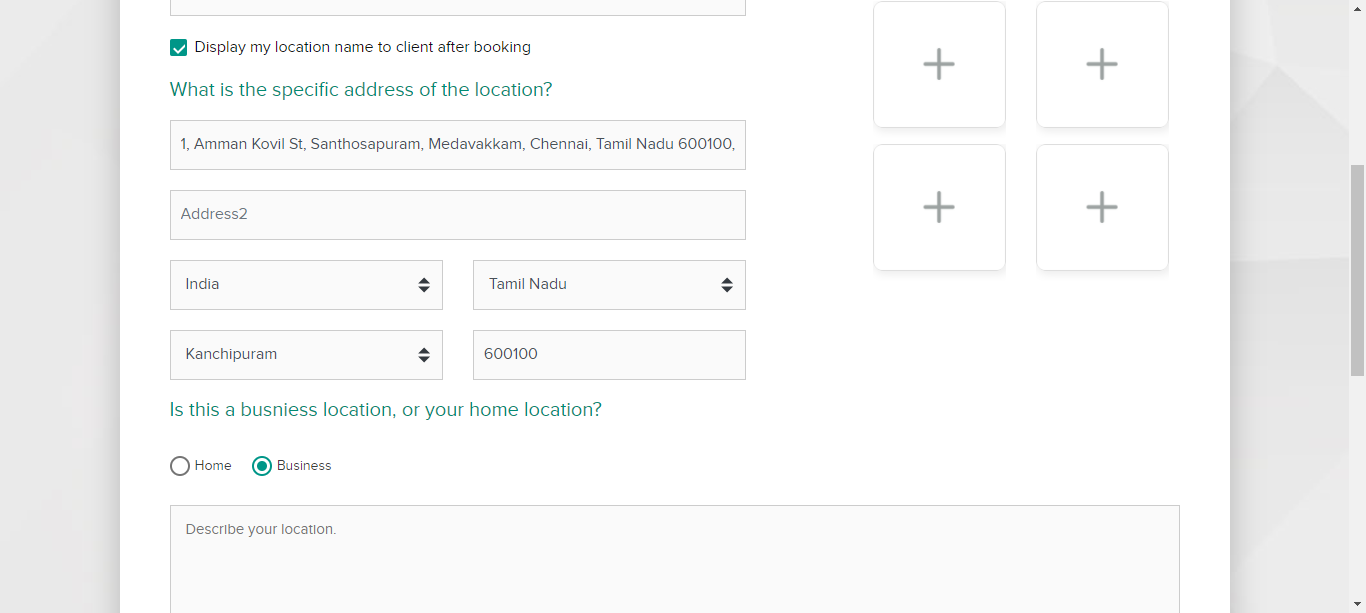 Display my location name to client after booking
What is the specific address of the location?
1, Amman Kovil St, Santhosapuram, Medavakkam, Chennai, Tamil Nadu 600100,
Address2
India
Tamil Nadu
Kanchipuram
600100
Is this a busniess location, or your home location?
Home
Business
Describe your location.